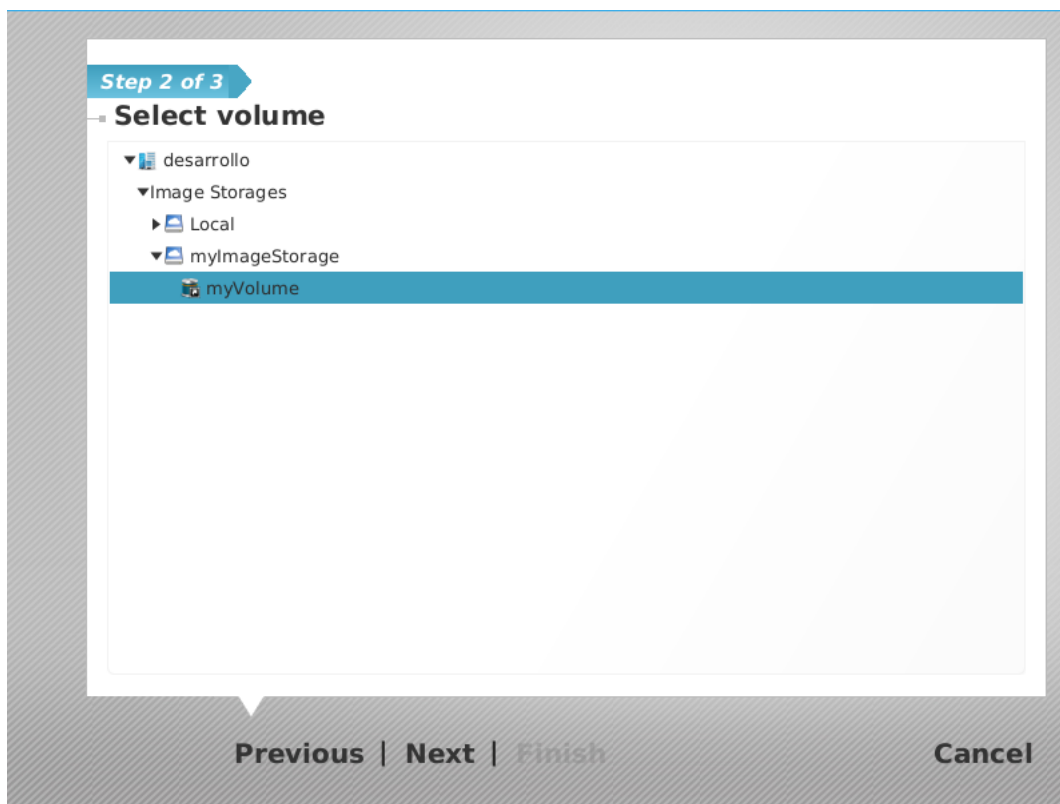 Step 2 of 3
Select volume
desarrollo
Image Storages
Local
myImageStorage
myVolume
Previous | Next | Finish
Cancel